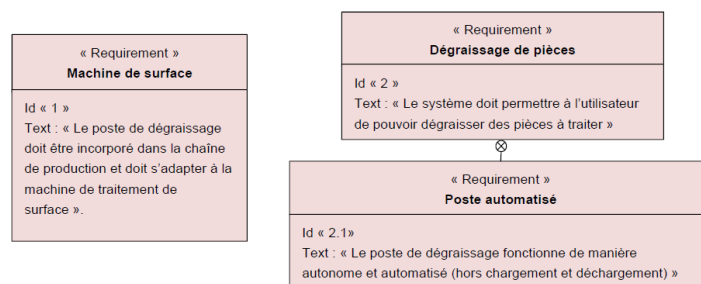 « Requirement »
Machine de surface
Id « 1 »
Text : « Le poste de dégraissage
doit être incorporé dans la chaîne
de production et doit s’adapter à la
machine de traitement de
surface ».
« Requirement »
Dégraissage de pièces
Id « 2 »
Text : « Le système doit permettre à l’utilisateur
de pouvoir dégraisser des pièces à traiter »
« Requirement »
Poste automatisé
Id « 2.1»
Text : « Le poste de dégraissage fonctionne de manière
autonome et automatisé (hors chargement et déchargement) »